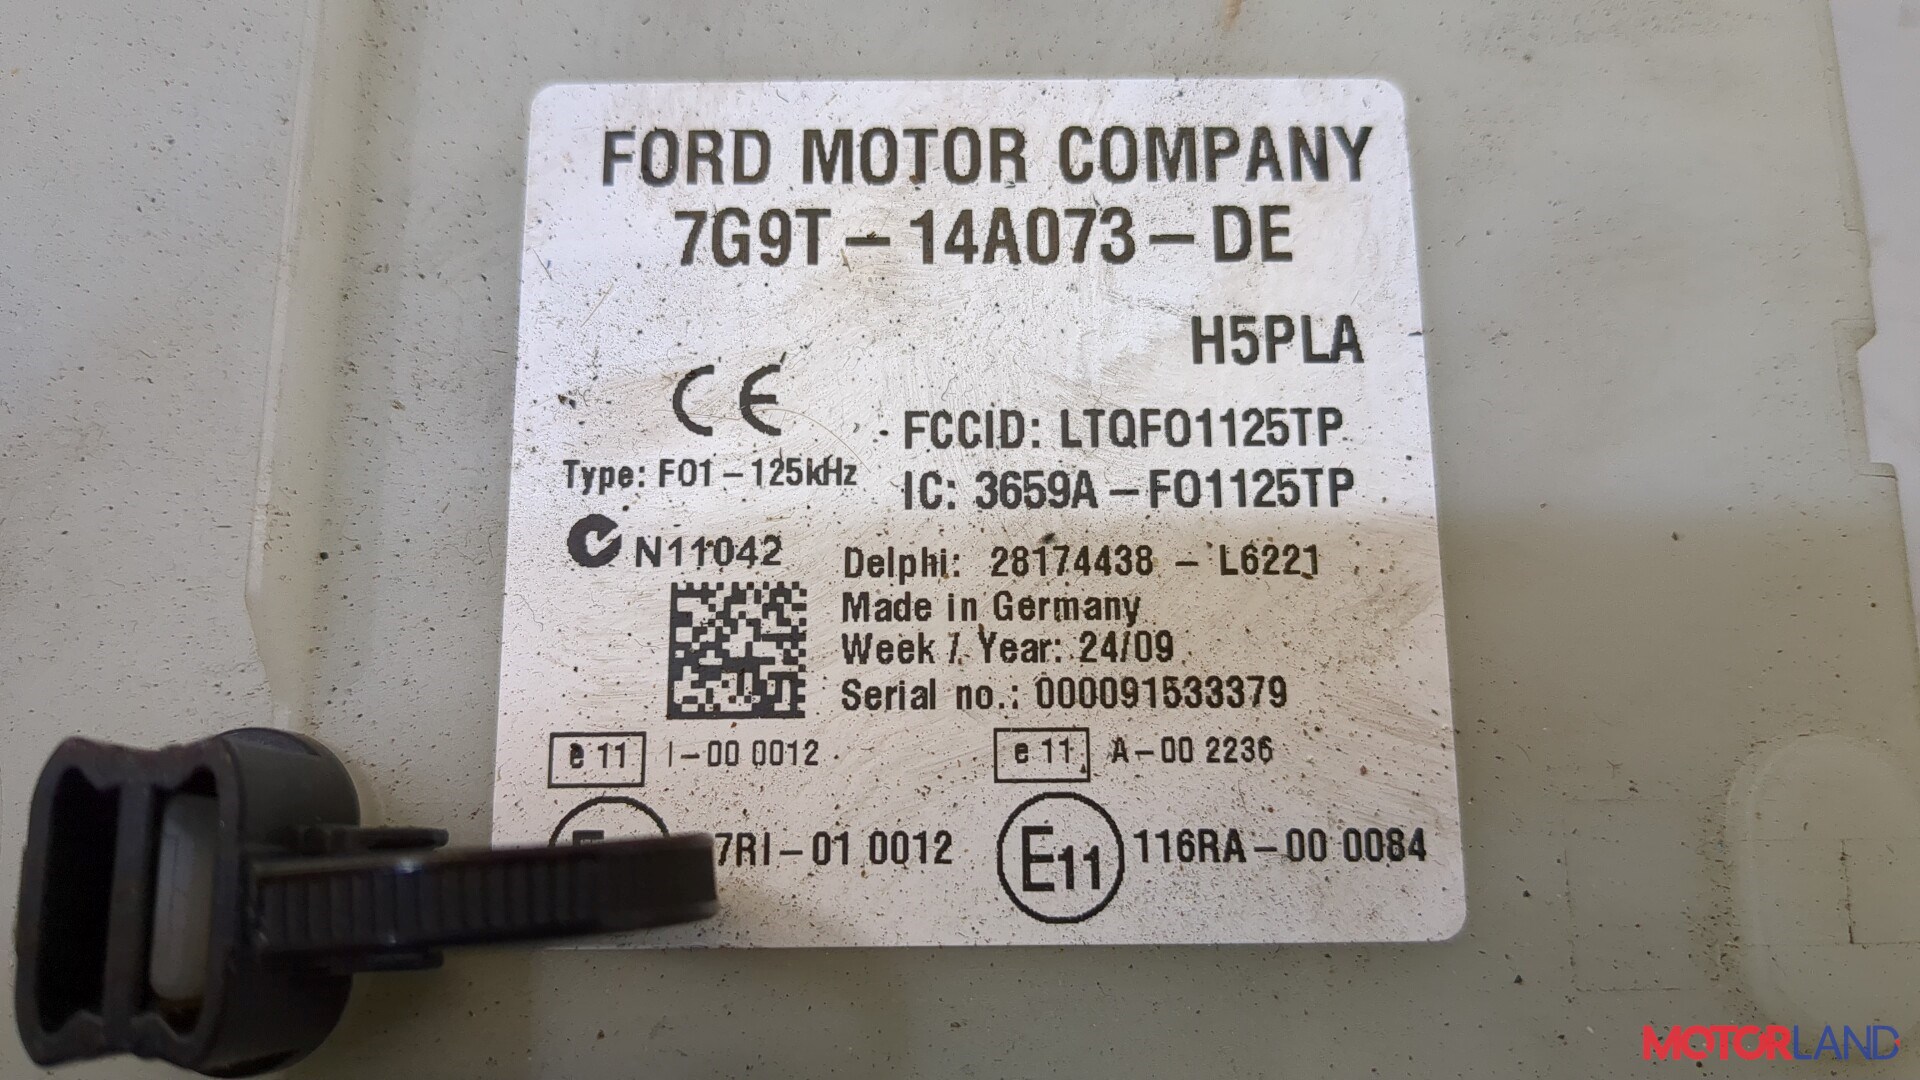 FORD MOTOR COMPANY
7G9T-14A073-DE
H5PLA
CE
FCCID: LTQFO1125TP
Type: FO1-125kHz
IC: 3659A-FO1125TP
N11042
Delphi: 28174438 - L6221
Made in Germany
Week / Year: 24/09
Serial no.: 000091533379
e 11 I-00 0012
e 11 A-00 2236
7RI-01 0012
E11 116RA-00 0084
MOTORLAND